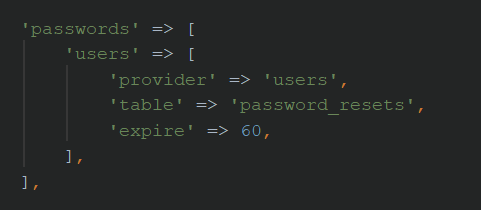 'passwords' => [
    'users' => [
        'provider' => 'users',
        'table' => 'password_resets',
        'expire' => 60,
    ],
],